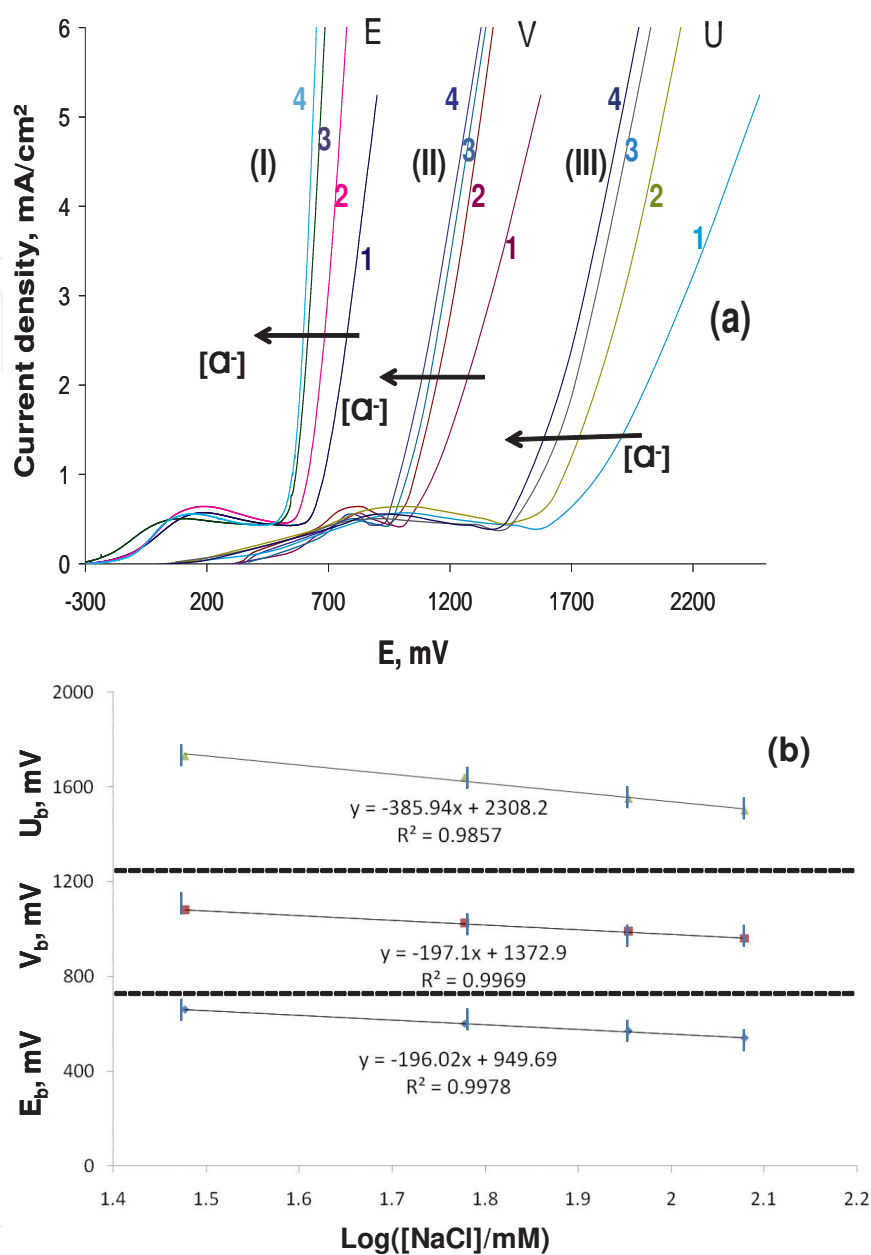 6
5
4
3
2
1
0
Current density, mA/cm²
E
V
U
4
3
2
1
(I)
4
3
2
1
(II)
4
3
2
1
(III)
(a)
[Cl-]
[Cl-]
[Cl-]
-300 200 700 1200 1700 2200
E, mV
2000
1600
1200
800
400
0
(b)
U_b, mV
V_b, mV
E_b, mV
y = -385.94x + 2308.2
R² = 0.9857
y = -197.1x + 1372.9
R² = 0.9969
y = -196.02x + 949.69
R² = 0.9978
1.4 1.5 1.6 1.7 1.8 1.9 2 2.1 2.2
Log([NaCl]/mM)